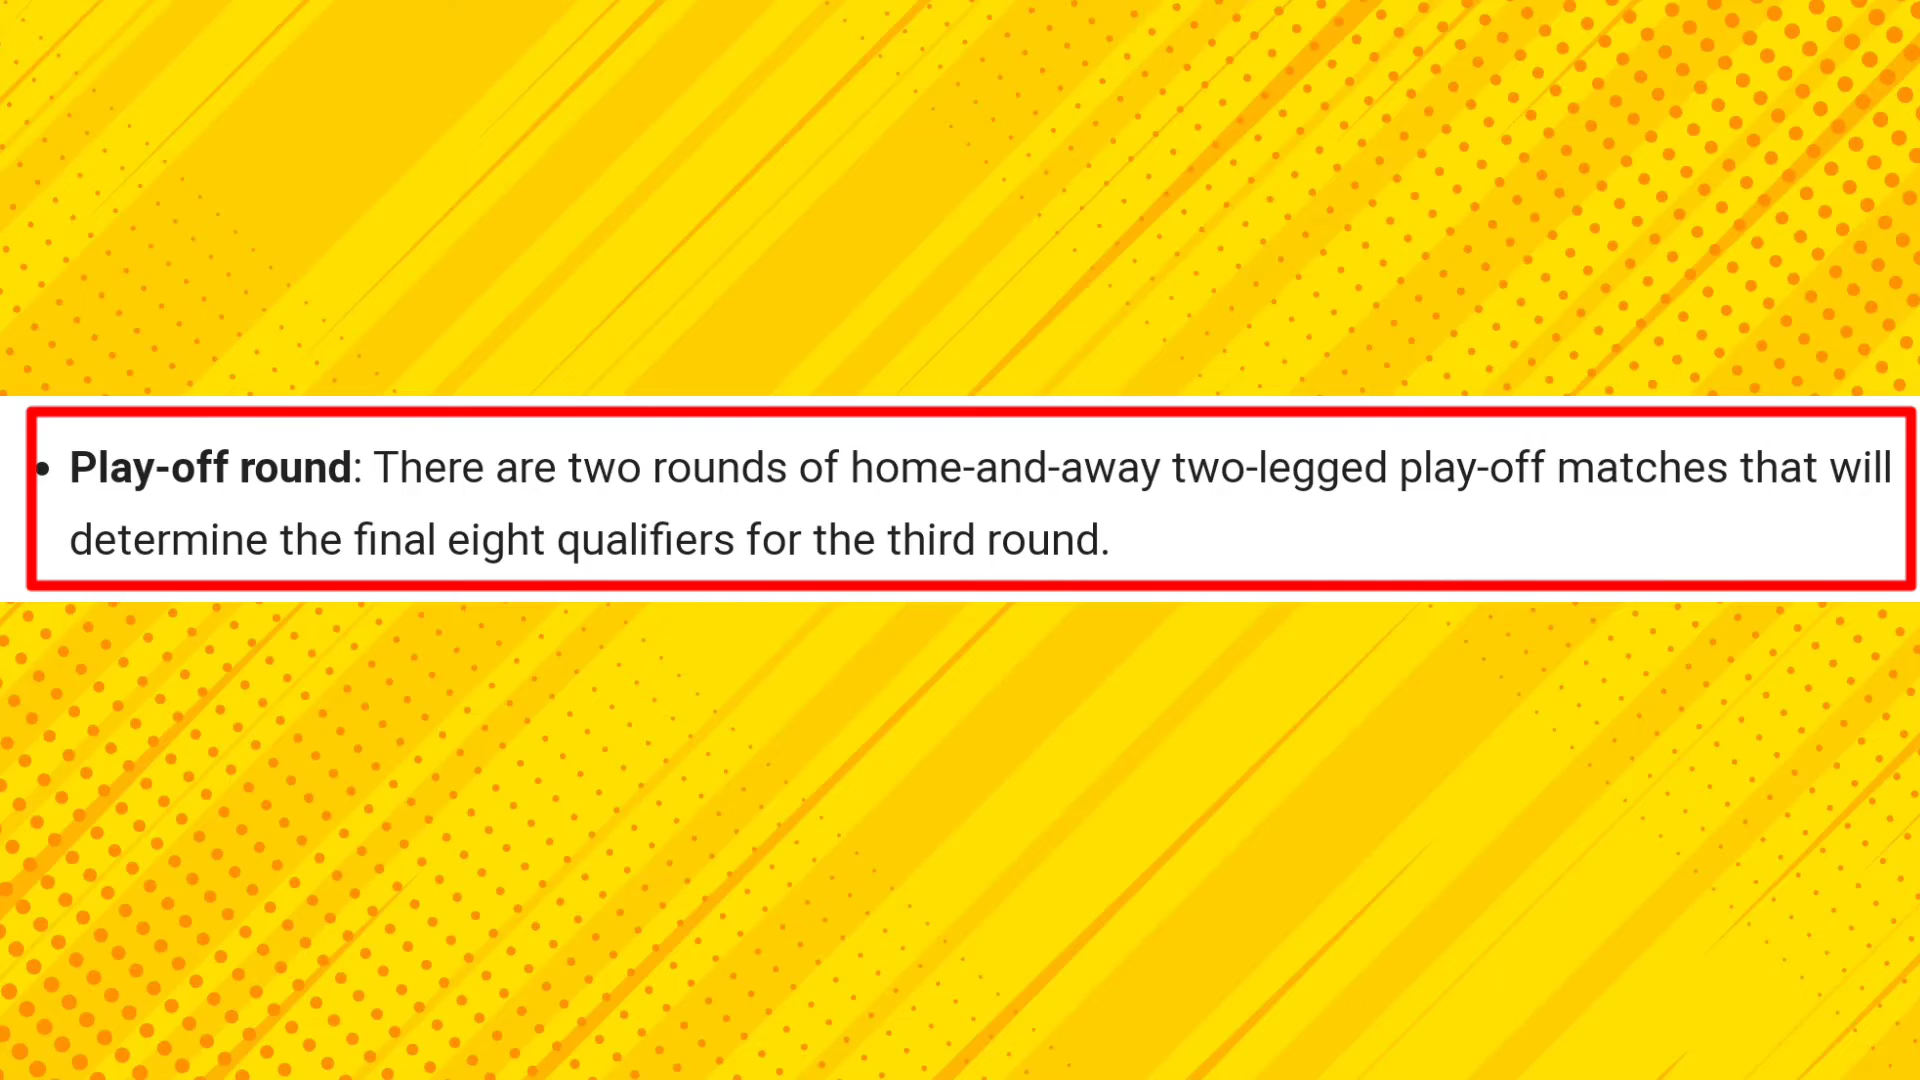 • Play-off round: There are two rounds of home-and-away two-legged play-off matches that will
determine the final eight qualifiers for the third round.